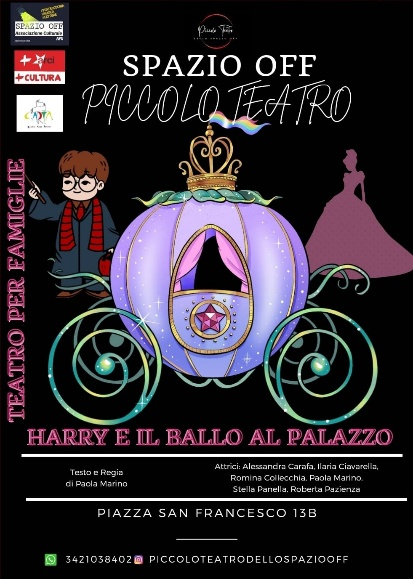 SPAZIO OFF
Associazione Culturale
APS
arci
+CULTURA
Piccolo Teatro
SPAZIO OFF
PICCOLO TEATRO
TEATRO PER FAMIGLIE
HARRY E IL BALLO AL PALAZZO
Testo e Regia
di Paola Marino
Attrici: Alessandra Carafa, Ilaria Ciavarella,
Romina Collecchia, Paola Marino,
Stella Panella, Roberta Pazienza
PIAZZA SAN FRANCESCO 13B
3421038402 PICCOLOTEATRODELLOSPAZIOOFF